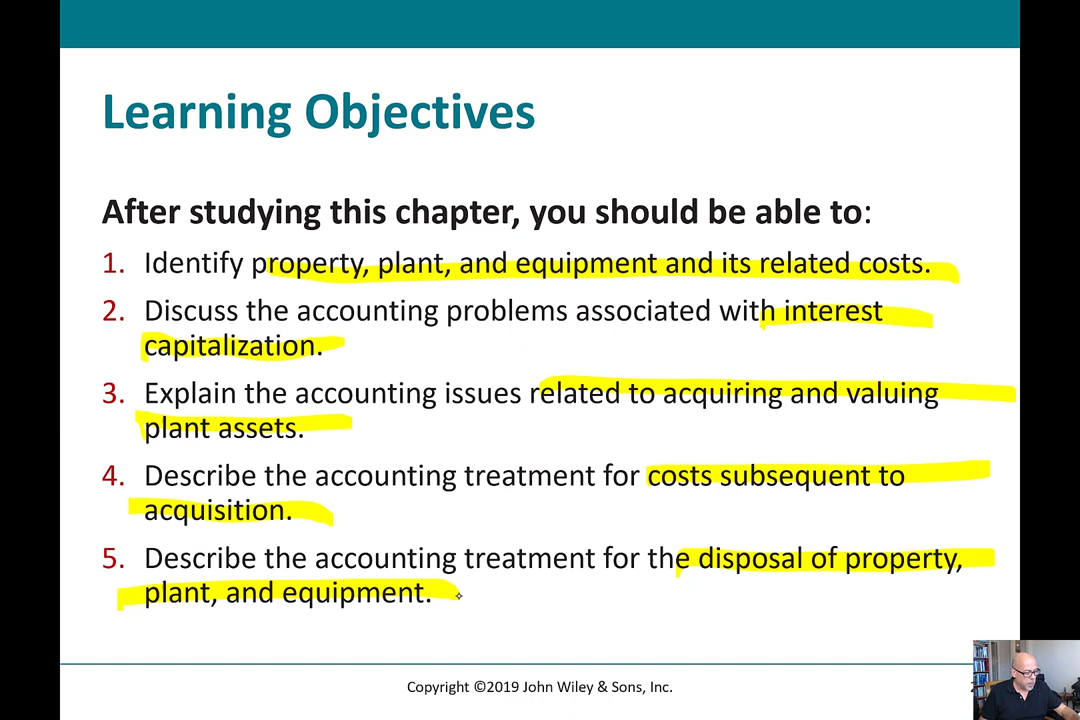 Learning Objectives
After studying this chapter, you should be able to:
1. Identify property, plant, and equipment and its related costs.
2. Discuss the accounting problems associated with interest
capitalization.
3. Explain the accounting issues related to acquiring and valuing
plant assets.
4. Describe the accounting treatment for costs subsequent to
acquisition.
5. Describe the accounting treatment for the disposal of property,
plant, and equipment.
Copyright ©2019 John Wiley & Sons, Inc.